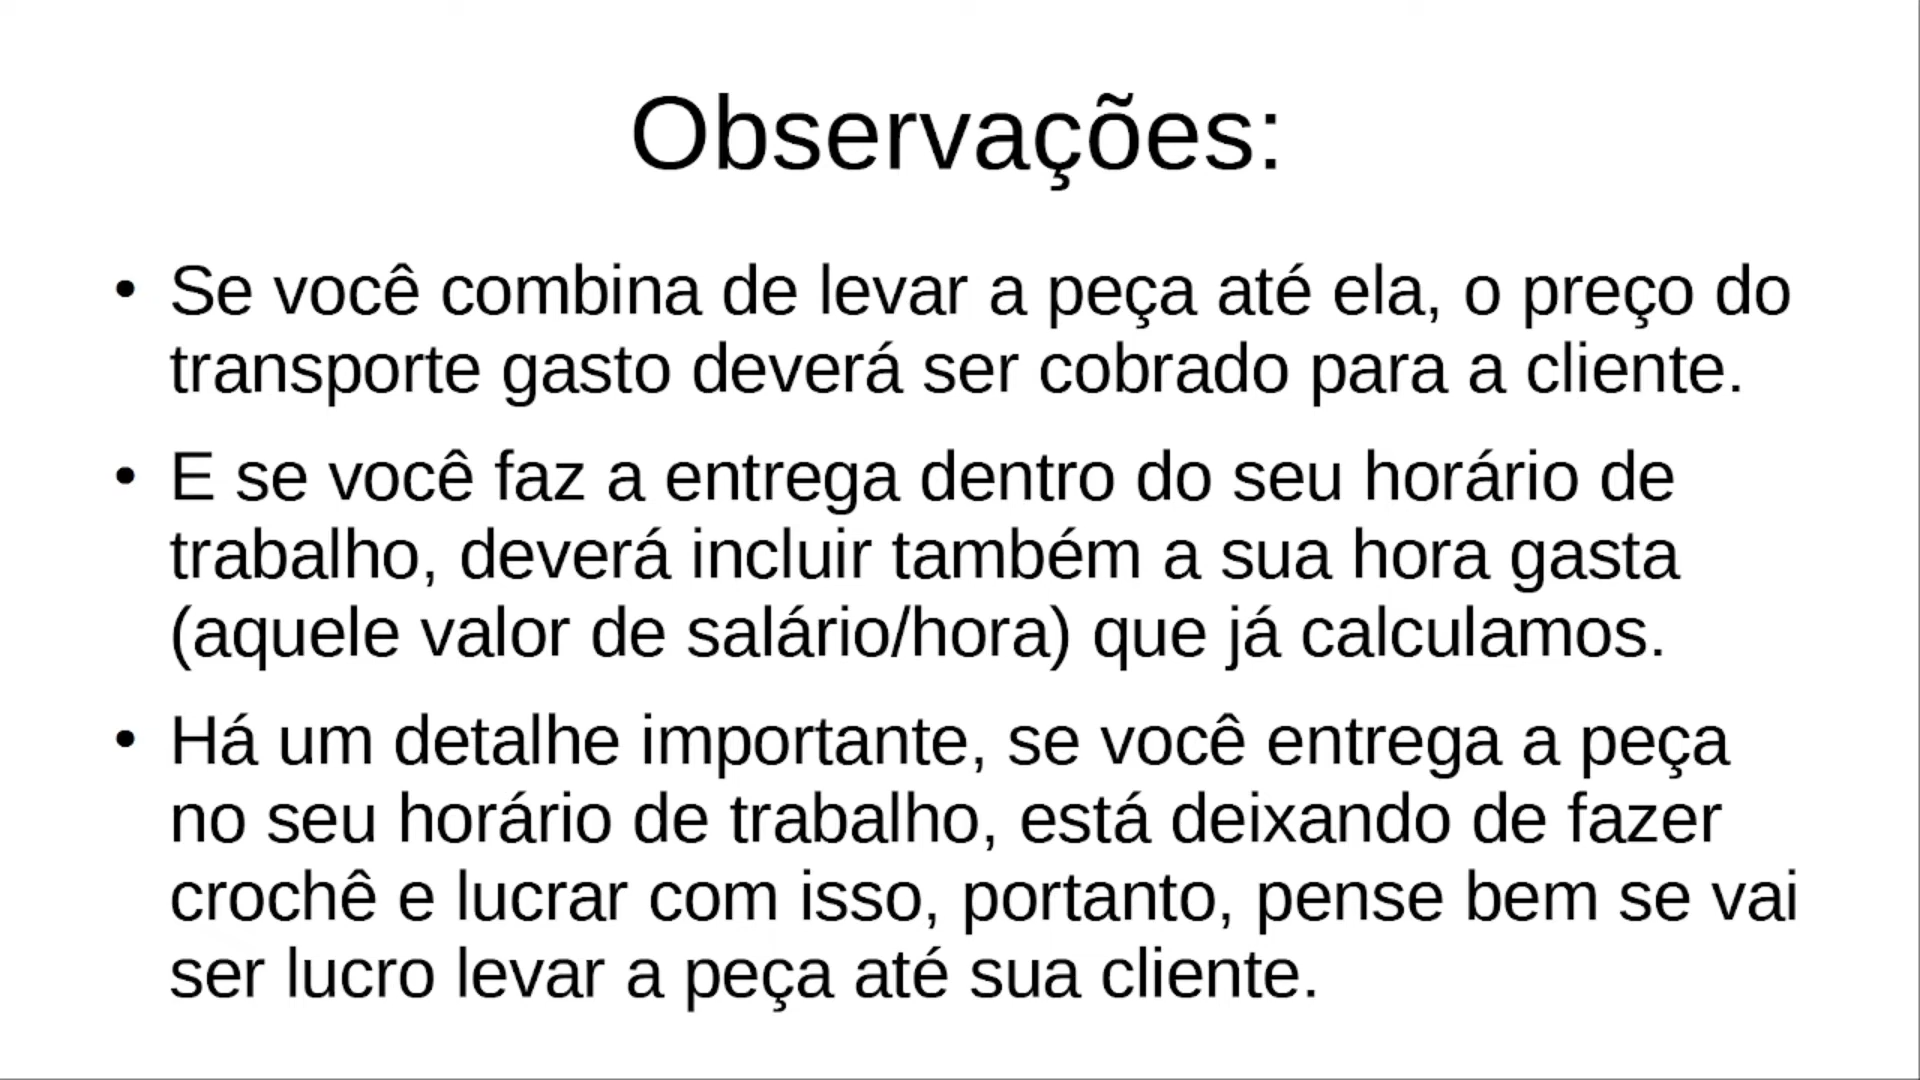 Observações:
• Se você combina de levar a peça até ela, o preço do
transporte gasto deverá ser cobrado para a cliente.
• E se você faz a entrega dentro do seu horário de
trabalho, deverá incluir também a sua hora gasta
(aquele valor de salário/hora) que já calculamos.
• Há um detalhe importante, se você entrega a peça
no seu horário de trabalho, está deixando de fazer
crochê e lucrar com isso, portanto, pense bem se vai
ser lucro levar a peça até sua cliente.